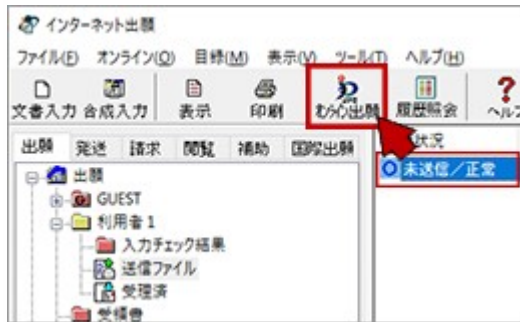 インターネット出願
ファイル(F) オンライン(O) 目録(M) 表示(V) ツール(T) ヘルプ(H)
文書入力 合成入力 表示 印刷 オンライン出願 履歴照会 ヘルプ
出願 発送 請求 閲覧 補助 国際出願
状況
出願
未送信/正常
GUEST
利用者1
入力チェック結果
送信ファイル
受理済
受領書